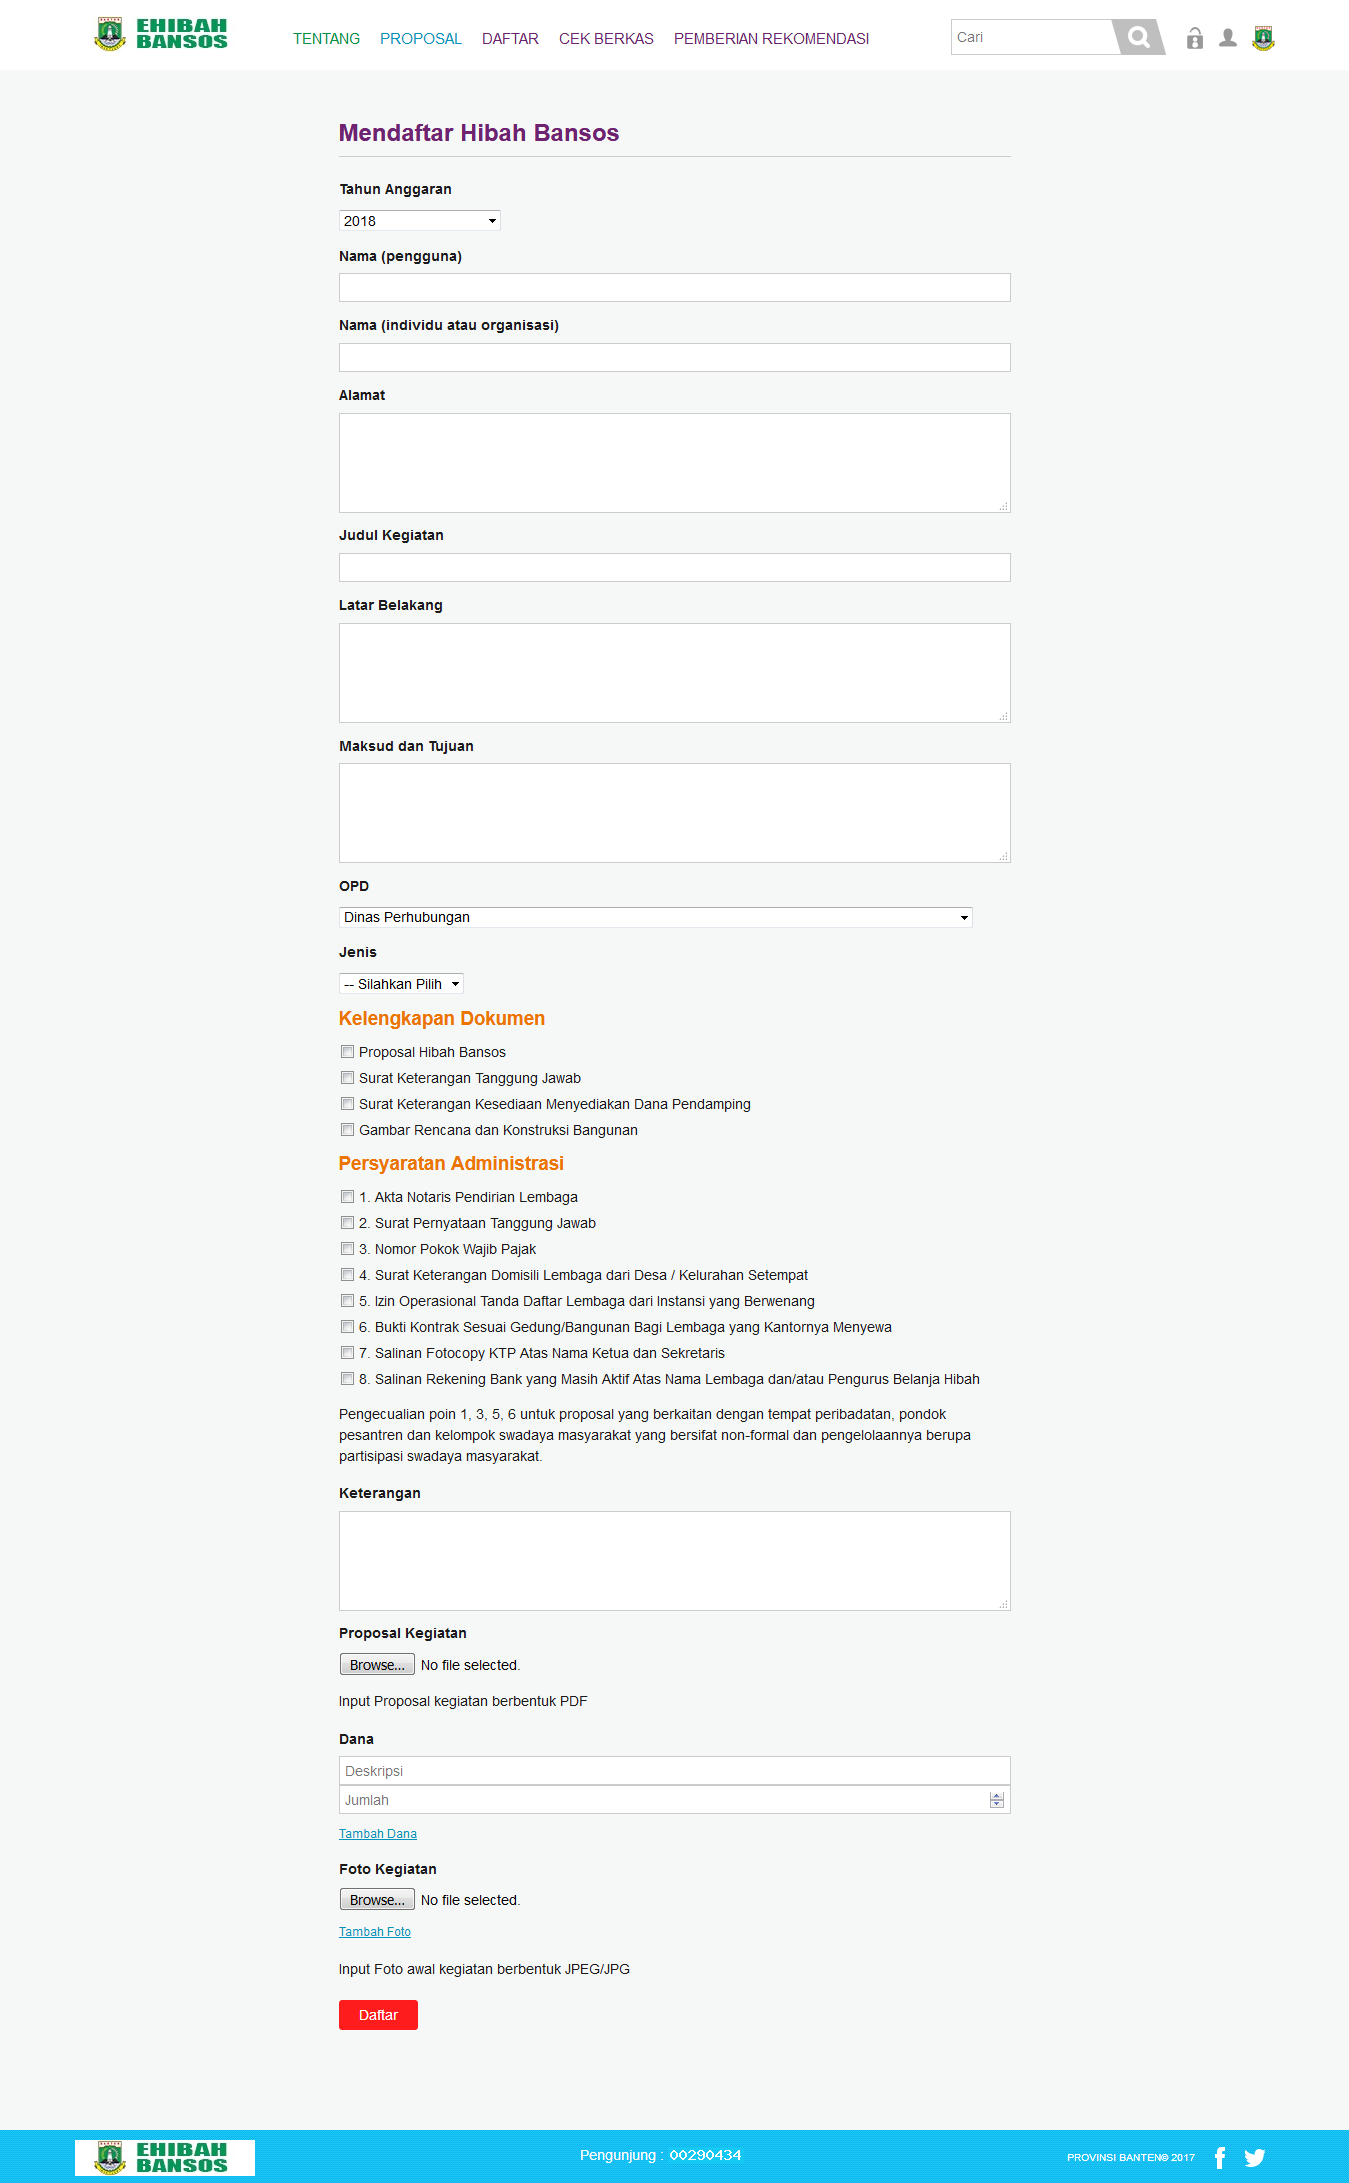 EHIBAH
BANSOS
TENTANG PROPOSAL DAFTAR CEK BERKAS PEMBERIAN REKOMENDASI
Cari
Mendaftar Hibah Bansos
Tahun Anggaran
2018
Nama (pengguna)
Nama (individu atau organisasi)
Alamat
Judul Kegiatan
Latar Belakang
Maksud dan Tujuan
OPD
Dinas Perhubungan
Jenis
-- Silahkan Pilih
Kelengkapan Dokumen
Proposal Hibah Bansos
Surat Keterangan Tanggung Jawab
Surat Keterangan Kesediaan Menyediakan Dana Pendamping
Gambar Rencana dan Konstruksi Bangunan
Persyaratan Administrasi
1. Akta Notaris Pendirian Lembaga
2. Surat Pernyataan Tanggung Jawab
3. Nomor Pokok Wajib Pajak
4. Surat Keterangan Domisili Lembaga dari Desa / Kelurahan Setempat
5. Izin Operasional Tanda Daftar Lembaga dari Instansi yang Berwenang
6. Bukti Kontrak Sesuai Gedung/Bangunan Bagi Lembaga yang Kantornya Menyewa
7. Salinan Fotocopy KTP Atas Nama Ketua dan Sekretaris
8. Salinan Rekening Bank yang Masih Aktif Atas Nama Lembaga dan/atau Pengurus Belanja Hibah
Pengecualian poin 1, 3, 5, 6 untuk proposal yang berkaitan dengan tempat peribadatan, pondok
pesantren dan kelompok swadaya masyarakat yang bersifat non-formal dan pengelolaannya berupa
partisipasi swadaya masyarakat.
Keterangan
Proposal Kegiatan
Browse... No file selected.
Input Proposal kegiatan berbentuk PDF
Dana
Deskripsi
Jumlah
Tambah Dana
Foto Kegiatan
Browse... No file selected.
Tambah Foto
Input Foto awal kegiatan berbentuk JPEG/JPG
Daftar
EHIBAH
BANSOS
Pengunjung : 00290434
PROVINSI BANTEN© 2017